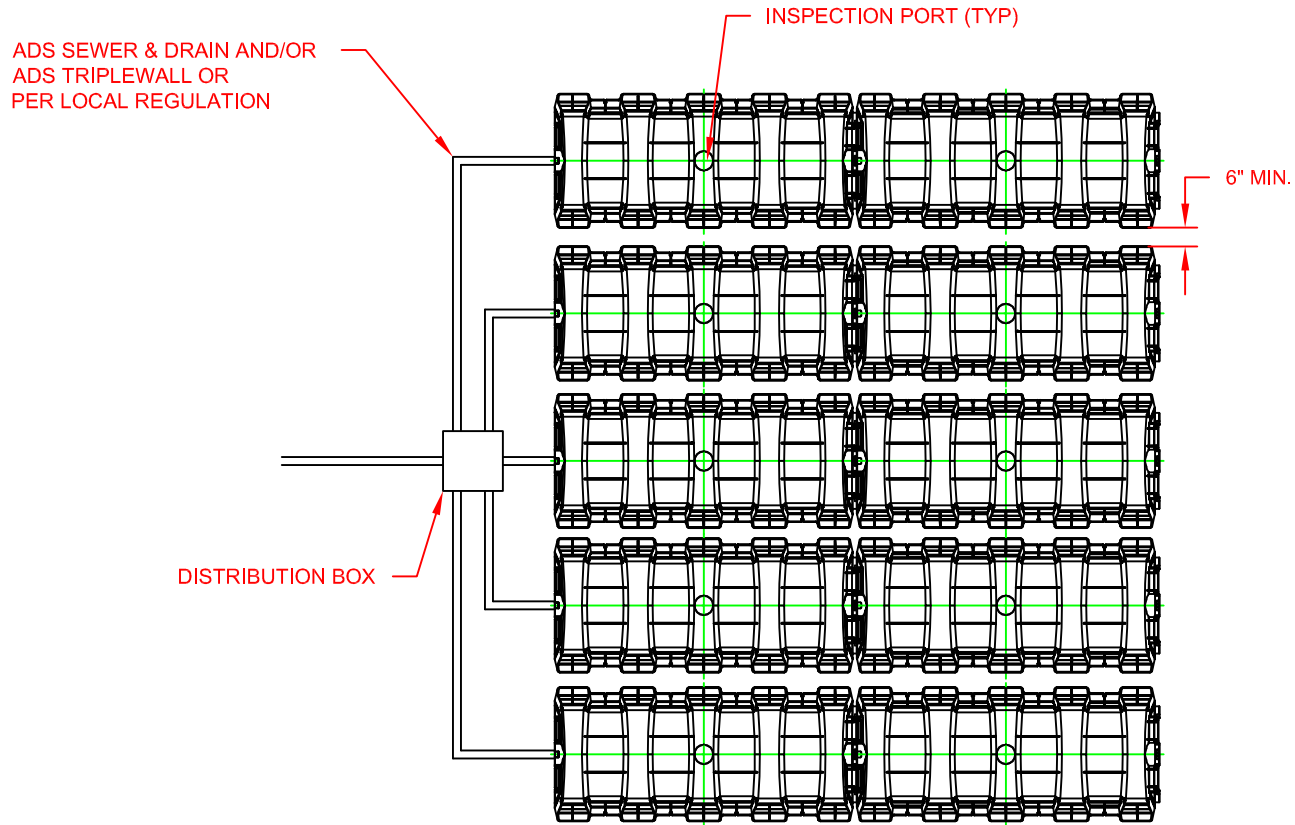 INSPECTION PORT (TYP)
ADS SEWER & DRAIN AND/OR
ADS TRIPLEWALL OR
PER LOCAL REGULATION
6" MIN.
DISTRIBUTION BOX